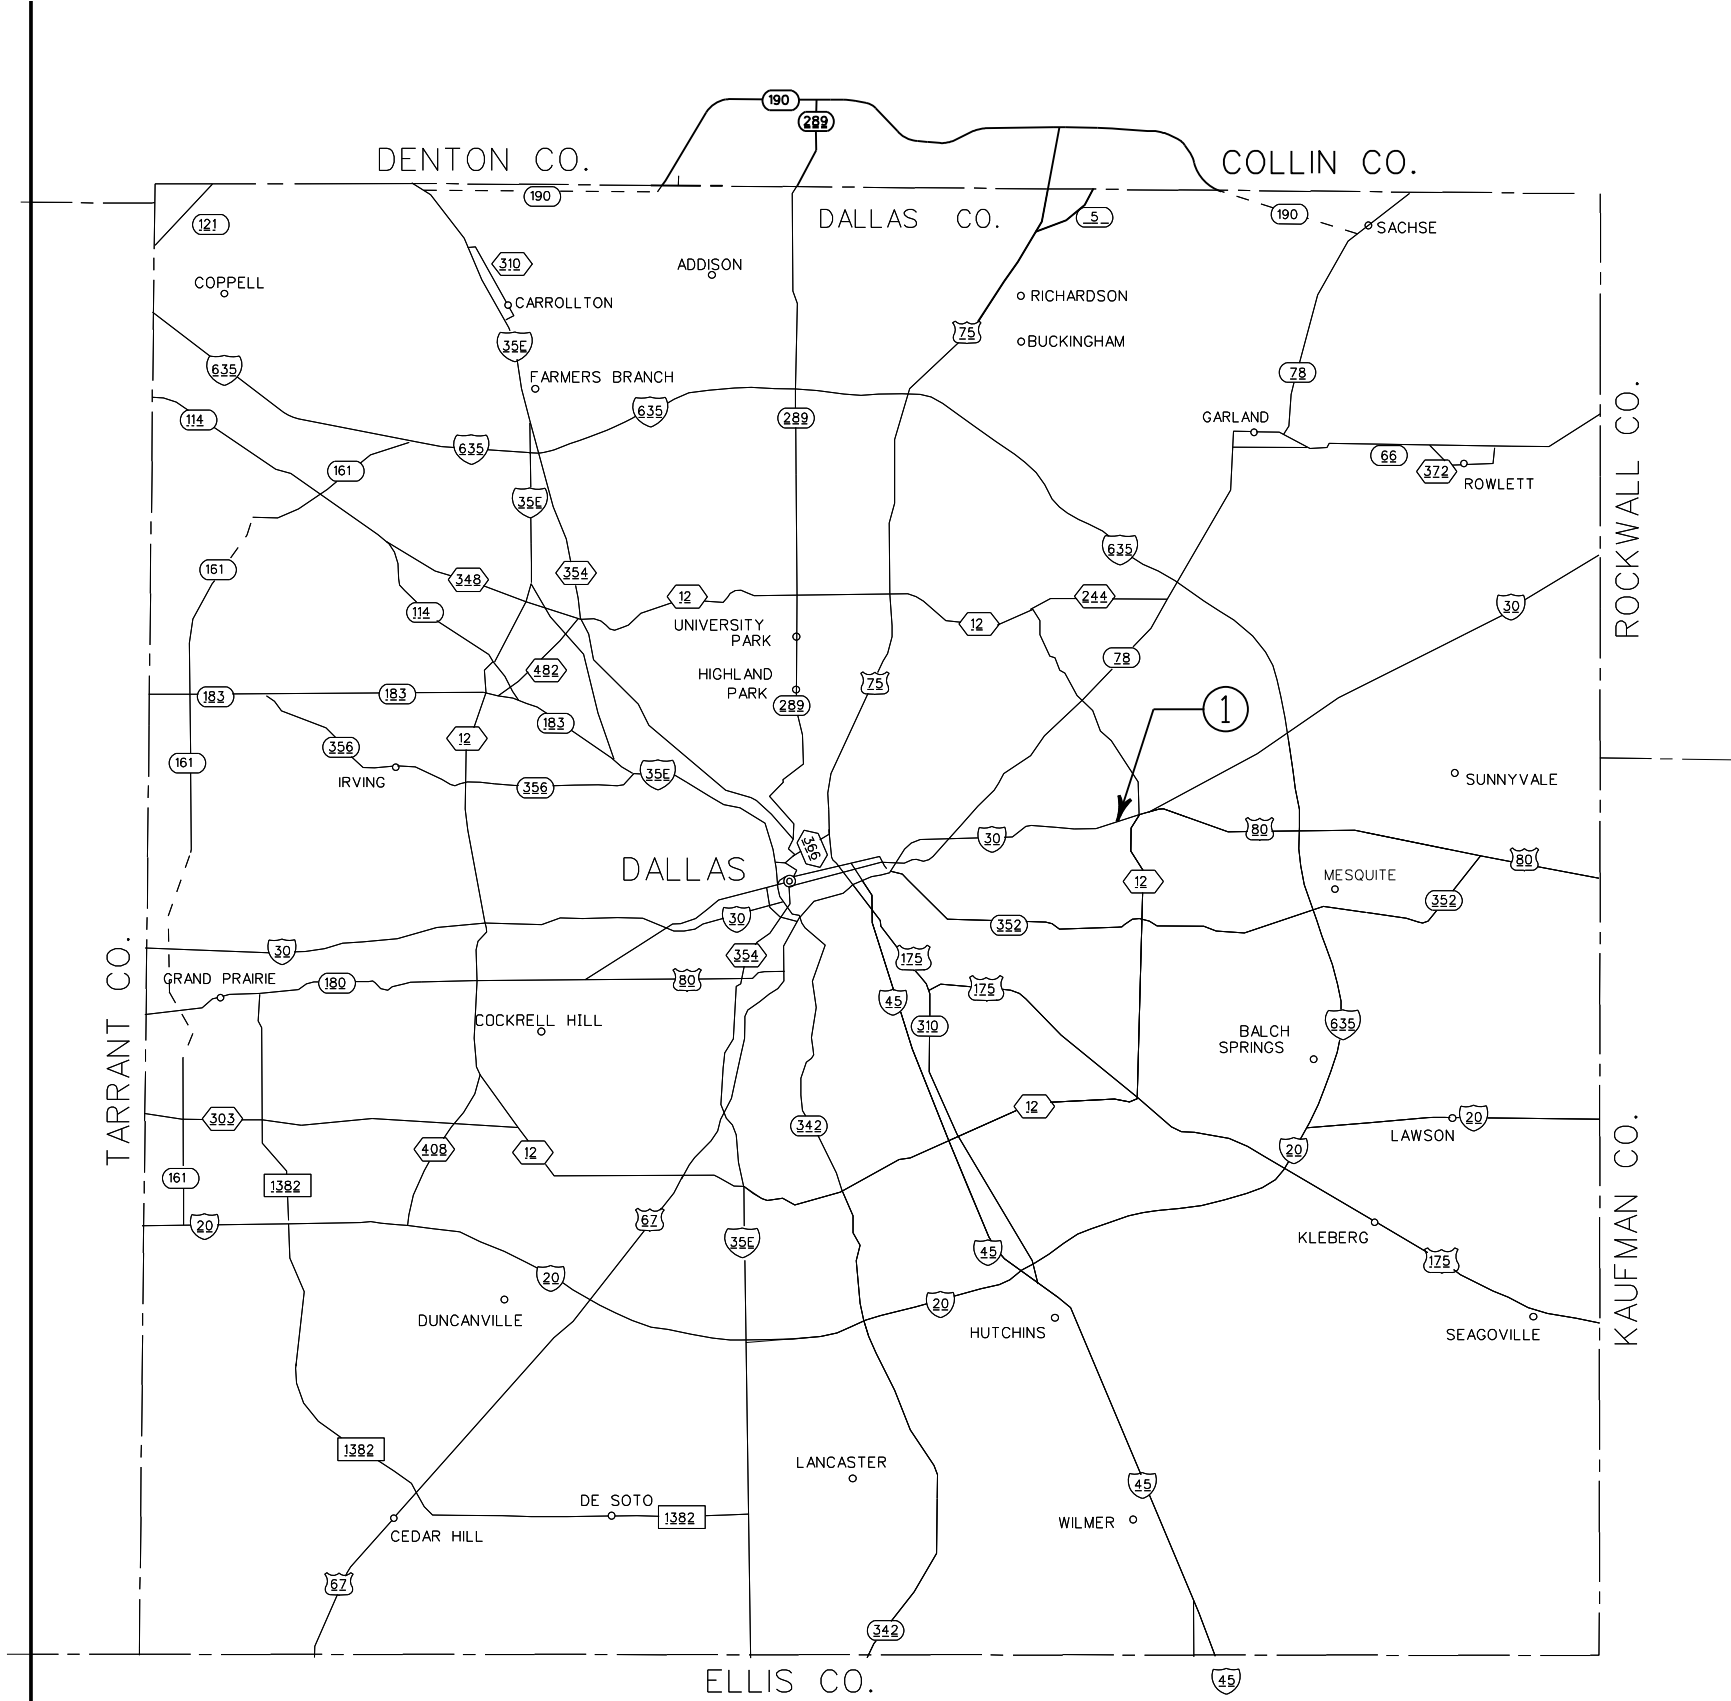 190
289
DENTON CO.
COLLIN CO.
190
DALLAS CO.
5
190
SACHSE
121
310
ADDISON
COPPELL
CARROLLTON
RICHARDSON
75
BUCKINGHAM
35E
635
FARMERS BRANCH
78
635
289
GARLAND
114
635
66
161
372
ROWLETT
ROCKWALL CO.
35E
635
161
348
354
12
244
30
114
12
UNIVERSITY
PARK
482
78
HIGHLAND
PARK
75
183
183
289
1
183
12
356
161
IRVING
356
35E
SUNNYVALE
80
30
366
80
DALLAS
MESQUITE
12
352
30
352
TARRANT CO.
30
354
175
GRAND PRAIRIE
180
80
175
45
COCKRELL HILL
310
635
BALCH
SPRINGS
12
303
342
20
LAWSON
KAUFMAN CO.
408
12
20
161
1382
20
67
35E
45
KLEBERG
175
20
20
DUNCANVILLE
HUTCHINS
SEAGOVILLE
1382
LANCASTER
45
DE SOTO
1382
WILMER
CEDAR HILL
67
342
ELLIS CO.
45